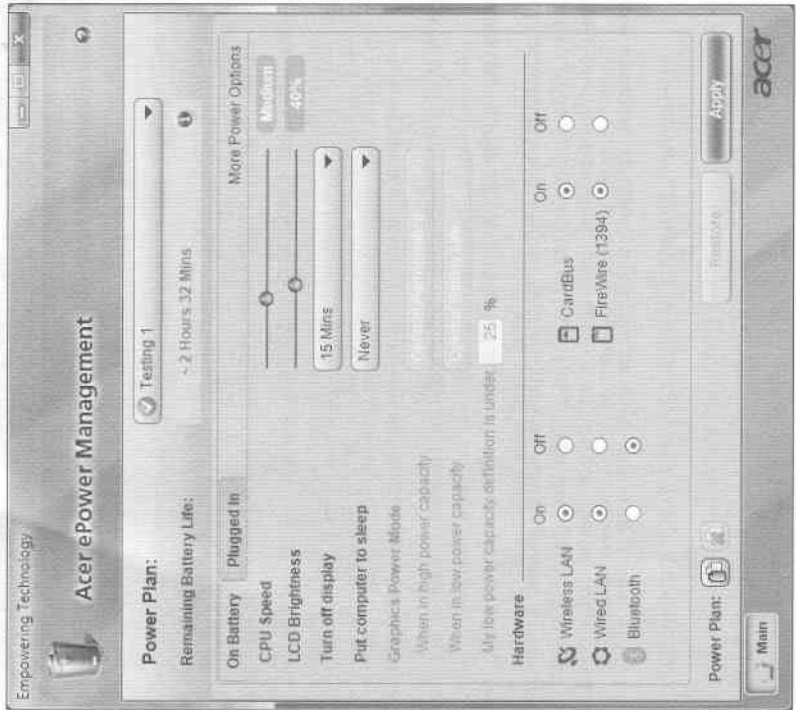 Empowering Technology
Acer ePower Management
Power Plan: Testing 1
Remaining Battery Life: ~ 2 Hours 32 Mins
On Battery Plugged In More Power Options
CPU Speed Medium
LCD Brightness 40%
Turn off display 15 Mins
Put computer to sleep Never
Graphics Power Mode
When in high power capacity
When in low power capacity
My low power capacity definition is under 25 %
Hardware
On Off On Off
Wireless LAN CardBus
Wired LAN FireWire (1394)
Bluetooth
Power Plan:
Restore Apply
Main acer